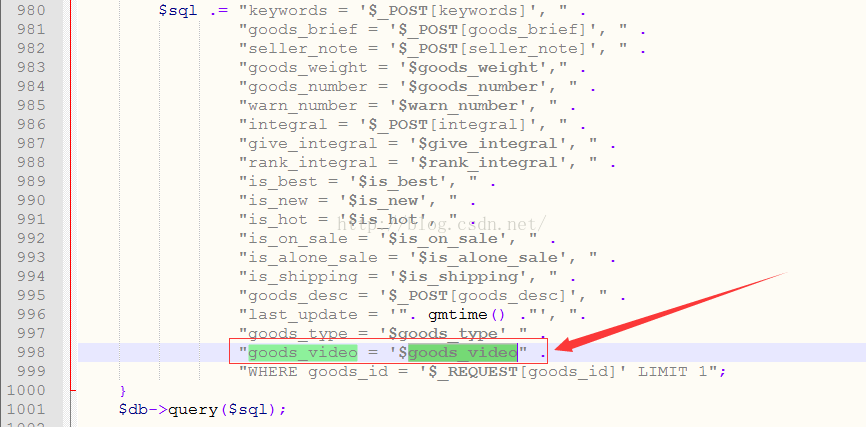 980 $sql .= "keywords = '$_POST[keywords]', " .
981 "goods_brief = '$_POST[goods_brief]', " .
982 "seller_note = '$_POST[seller_note]', " .
983 "goods_weight = '$goods_weight'," .
984 "goods_number = '$goods_number', " .
985 "warn_number = '$warn_number', " .
986 "integral = '$_POST[integral]', " .
987 "give_integral = '$give_integral', " .
988 "rank_integral = '$rank_integral', " .
989 "is_best = '$is_best', " .
990 "is_new = '$is_new', " .
991 "is_hot = '$is_hot', " .
http://blog.csdn.net/
992 "is_on_sale = '$is_on_sale', " .
993 "is_alone_sale = '$is_alone_sale', " .
994 "is_shipping = '$is_shipping', " .
995 "goods_desc = '$_POST[goods_desc]', " .
996 "last_update = '". gmtime() ."', ".
997 "goods_type = '$goods_type' " .
998 "goods_video = '$goods_video" .
999 "WHERE goods_id = '$_REQUEST[goods_id]' LIMIT 1";
1000 }
1001 $db->query($sql);
1002